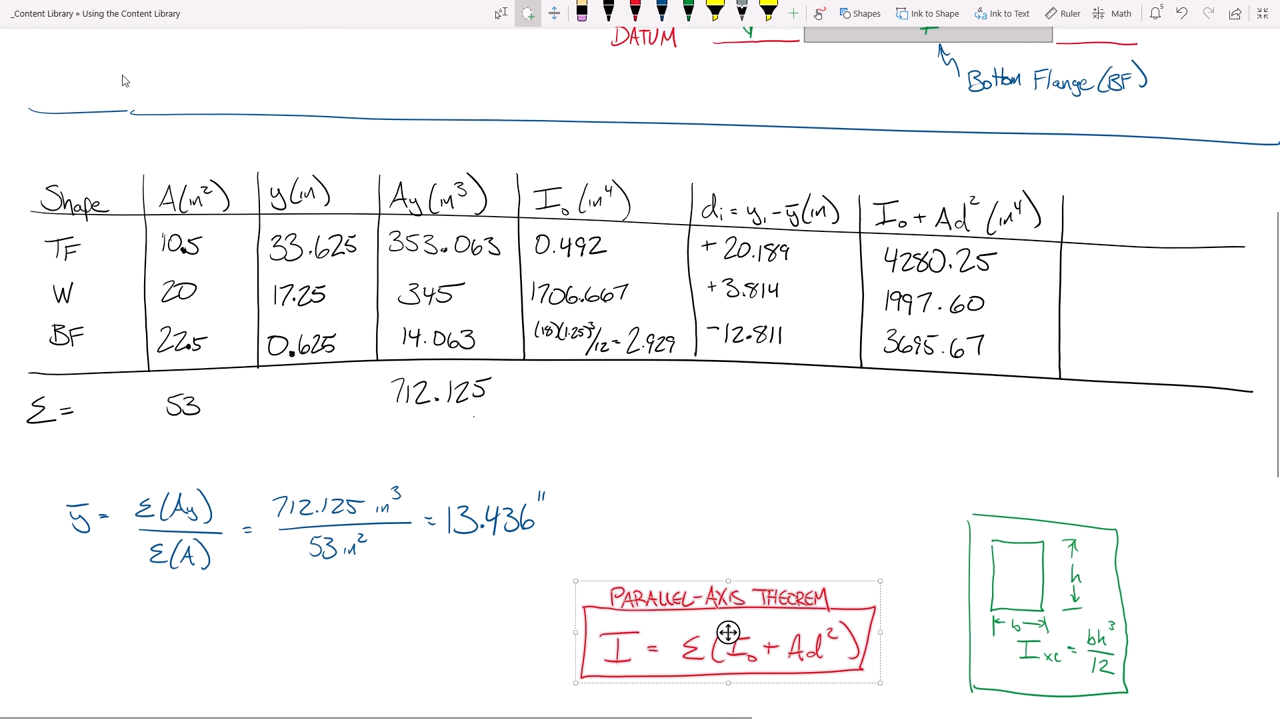 _Content Library » Using the Content Library
Shapes
Ink to Shape
Ink to Text
Ruler
Math
DATUM
Bottom Flange (BF)
Shape A(in²) y(in) Ay(in³) I₀(in⁴) di = yi - ȳ(in) I₀ + Ad² (in⁴)
TF 10.5 33.625 353.063 0.492 +20.189 4280.25
W 20 17.25 345 1706.667 +3.814 1997.60
BF 22.5 0.625 14.063 (18)(1.25)³/12 = 2.929 -12.811 3695.67
Σ = 53 712.125
ȳ = Σ(Ay) / Σ(A) = 712.125 in³ / 53 in² = 13.436"
PARALLEL-AXIS THEOREM
I = Σ(I₀ + Ad²)
h
b
Ixc = bh³/12